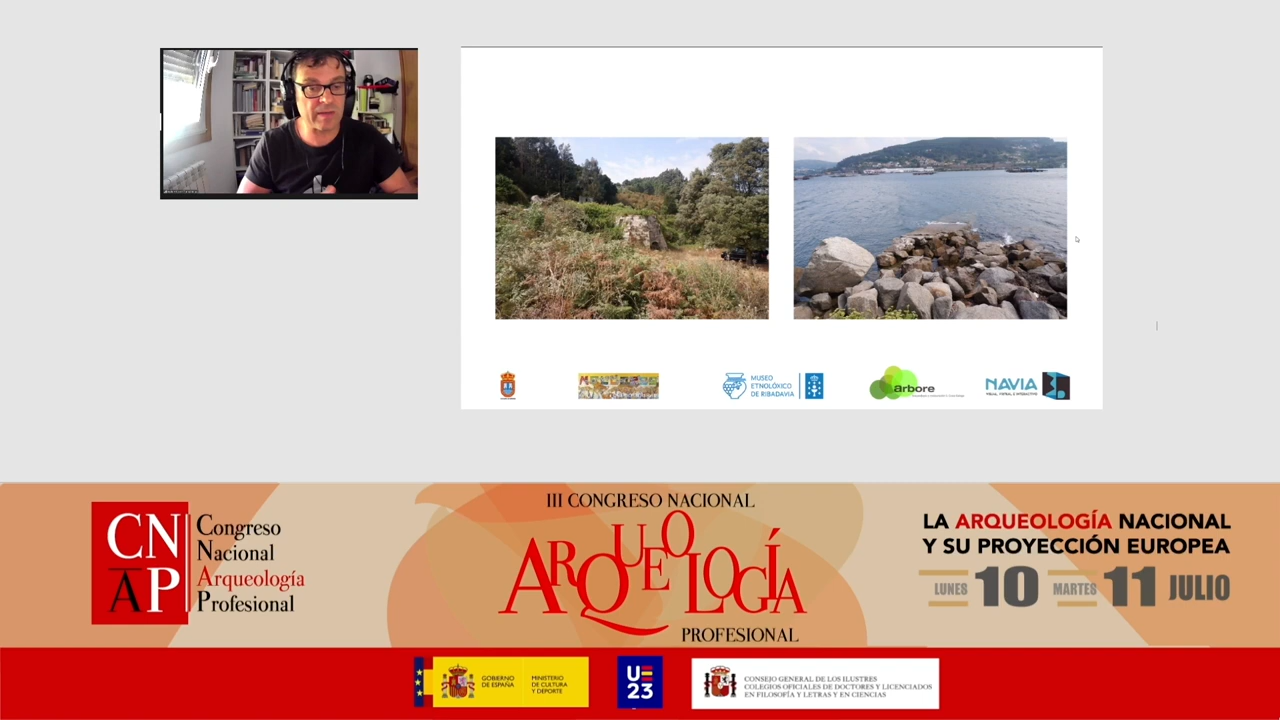 MUSEO
ETNOLÓXICO
DE RIBADAVIA
arbore
NAVIA
CN
AP
Congreso
Nacional
Arqueología
Profesional
III CONGRESO NACIONAL
ARQUEOLOGÍA
PROFESIONAL
LA ARQUEOLOGÍA NACIONAL
Y SU PROYECCIÓN EUROPEA
LUNES 10 MARTES 11 JULIO
GOBIERNO
DE ESPAÑA
MINISTERIO
DE CULTURA
Y DEPORTE
UE
23
CONSEJO GENERAL DE LOS ILUSTRES
COLEGIOS OFICIALES DE DOCTORES Y LICENCIADOS
EN FILOSOFÍA Y LETRAS Y EN CIENCIAS